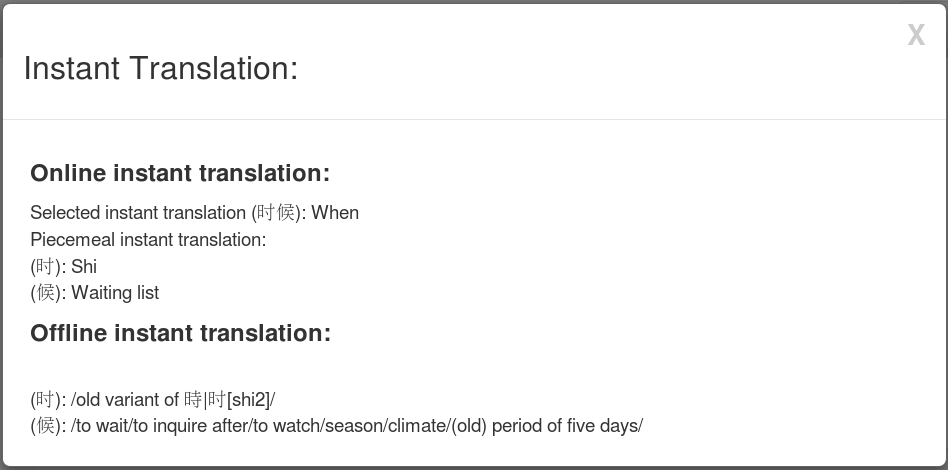 X
Instant Translation:
Online instant translation:
Selected instant translation (时候): When
Piecemeal instant translation:
(时): Shi
(候): Waiting list
Offline instant translation:
(时): /old variant of 時|时[shi2]/
(候): /to wait/to inquire after/to watch/season/climate/(old) period of five days/